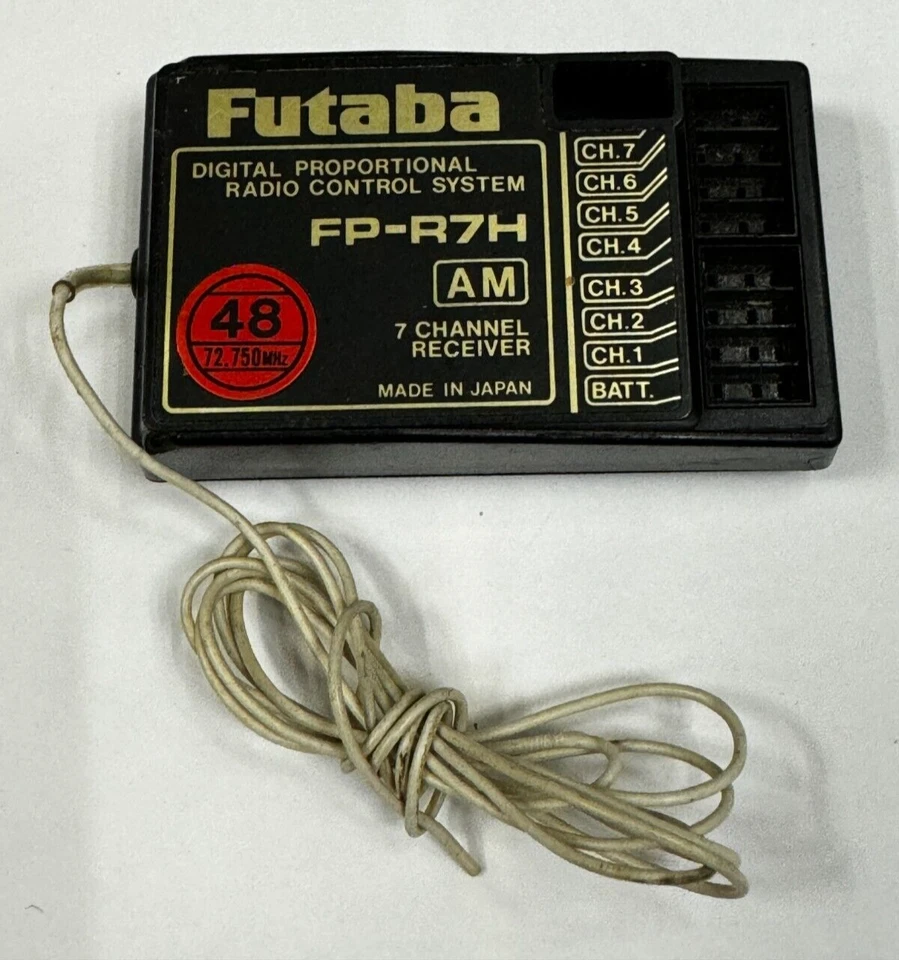 Futaba
DIGITAL PROPORTIONAL
RADIO CONTROL SYSTEM
FP-R7H
AM
7 CHANNEL
RECEIVER
MADE IN JAPAN
48
72.750MHz
CH.7
CH.6
CH.5
CH.4
CH.3
CH.2
CH.1
BATT.